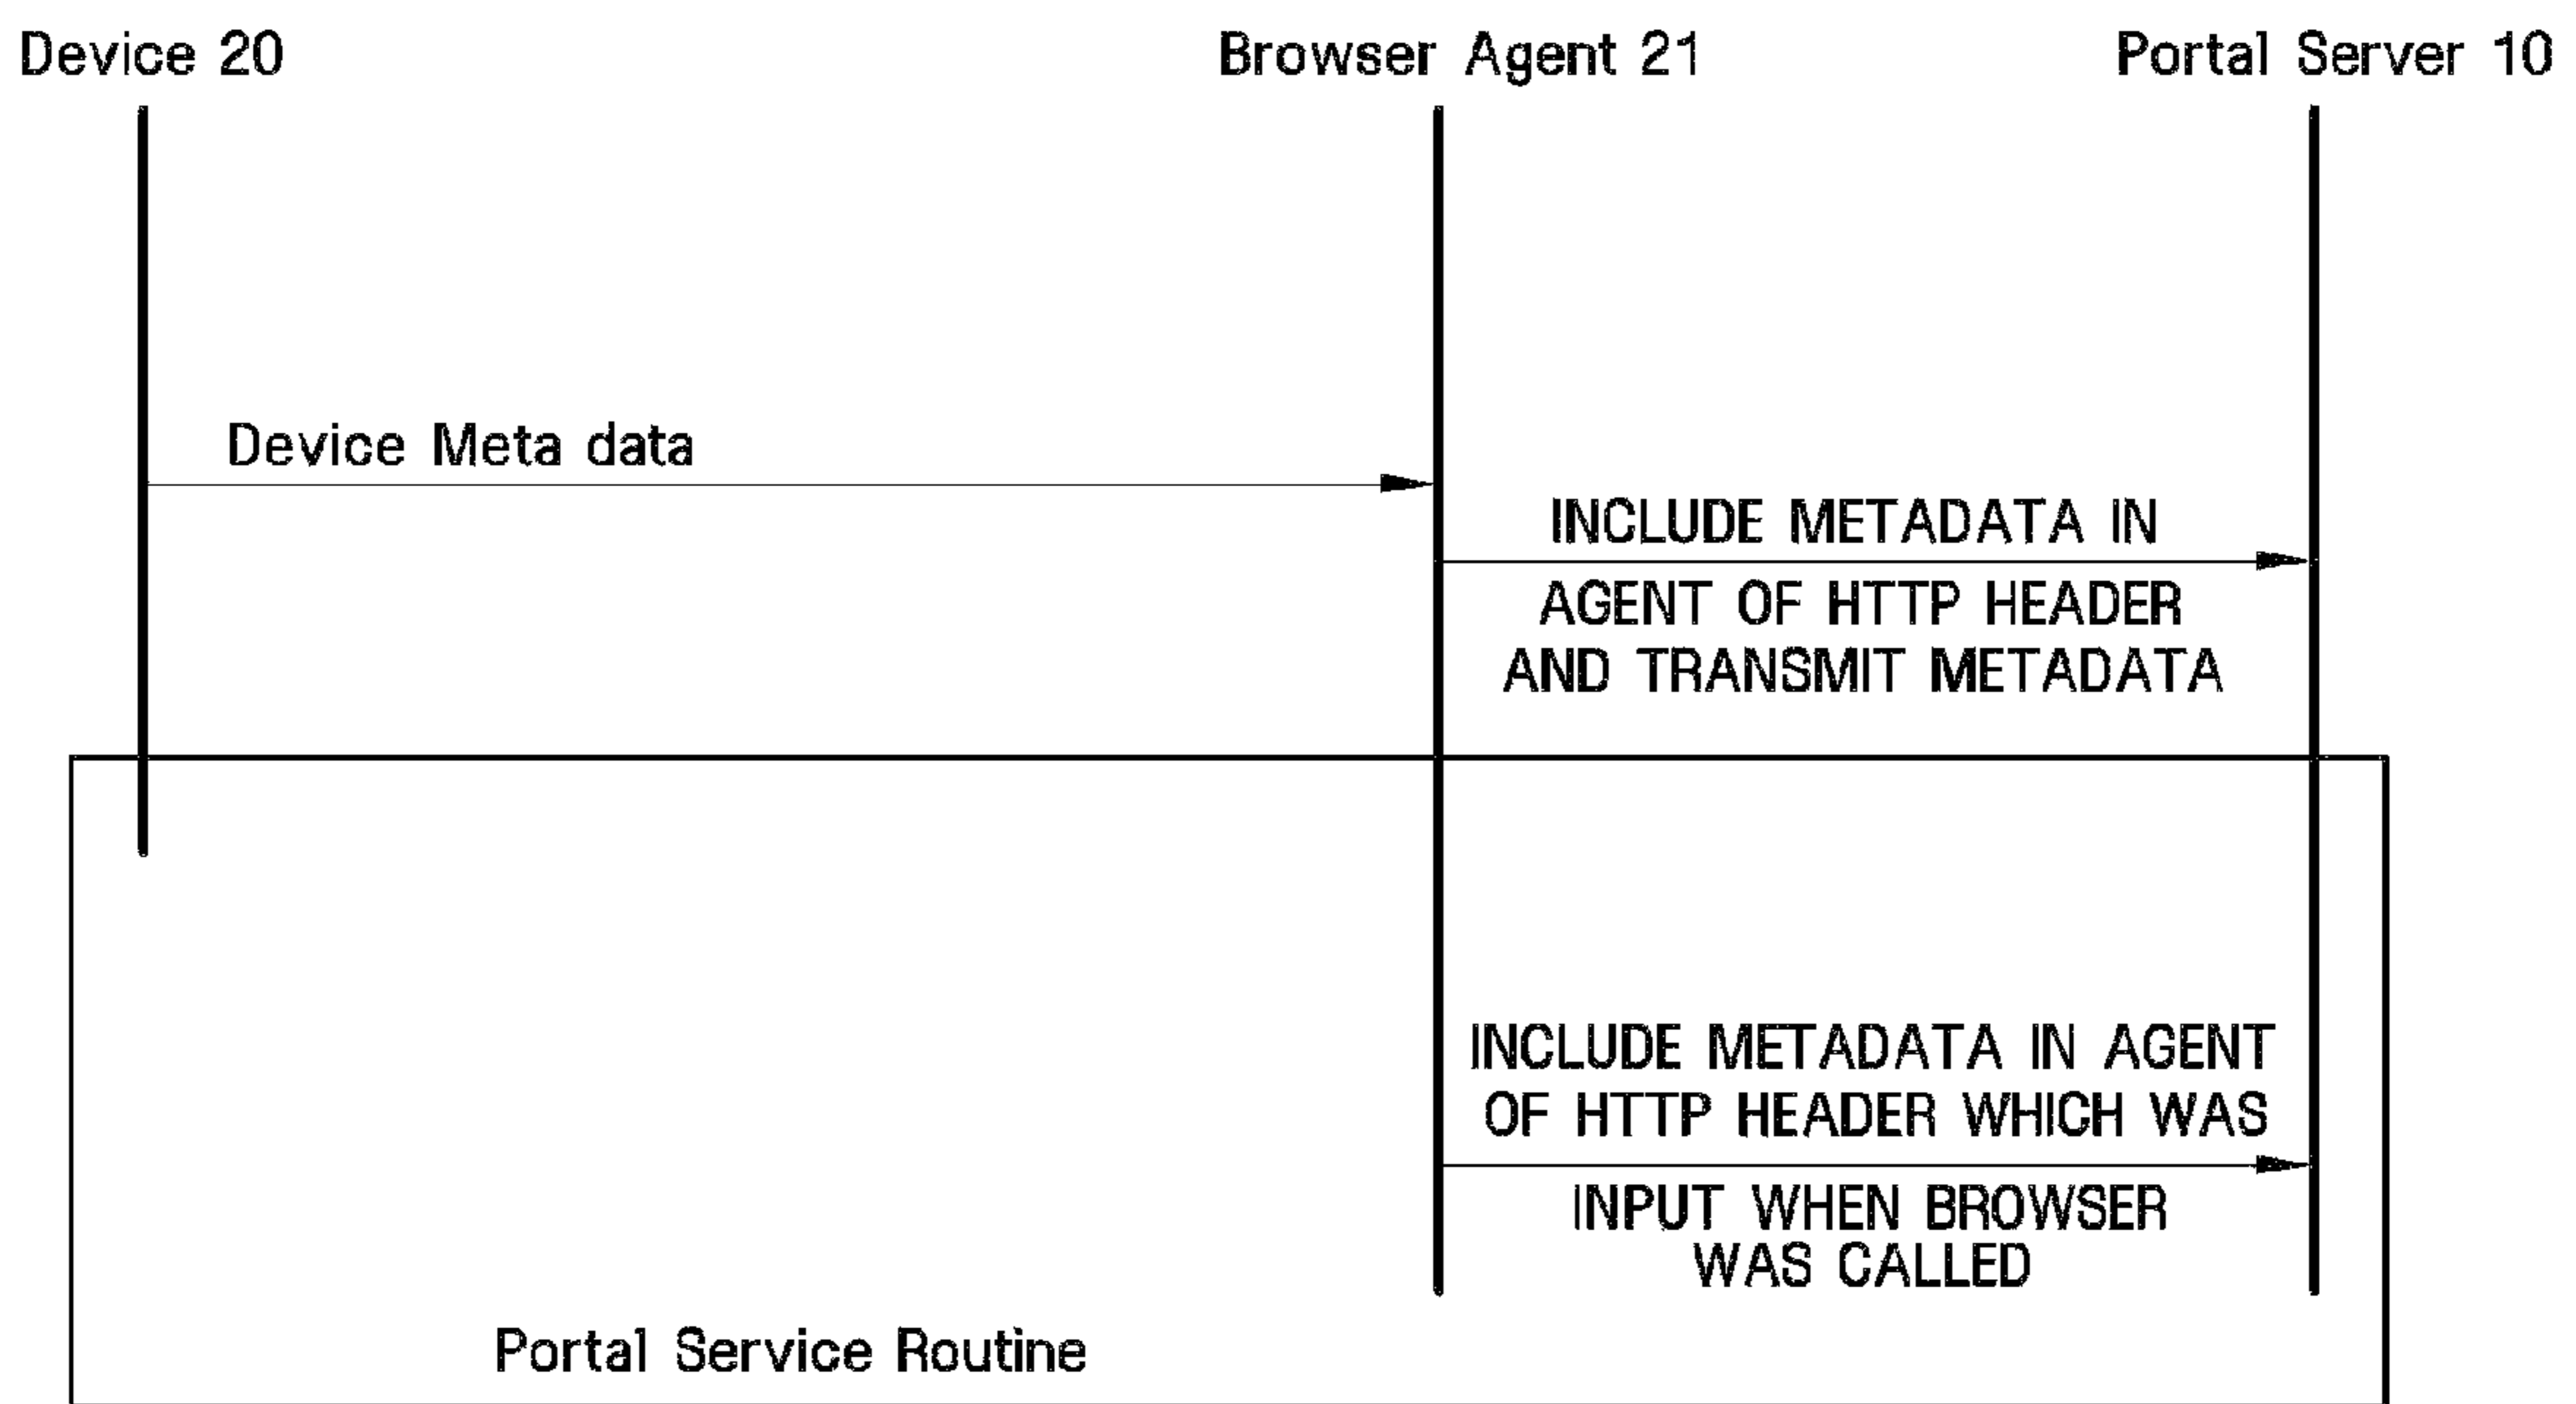 Device 20
Browser Agent 21
Portal Server 10
Device Meta data
INCLUDE METADATA IN
AGENT OF HTTP HEADER
AND TRANSMIT METADATA
INCLUDE METADATA IN AGENT
OF HTTP HEADER WHICH WAS
INPUT WHEN BROWSER
WAS CALLED
Portal Service Routine